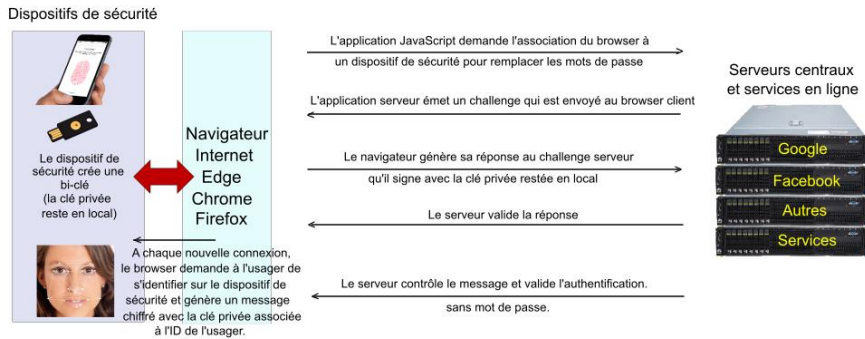 Dispositifs de sécurité
Le dispositif de
sécurité crée une
bi-clé
(la clé privée
reste en local)
Navigateur
Internet
Edge
Chrome
Firefox
A chaque nouvelle connexion,
le browser demande à l'usager de
s'identifier sur le dispositif de
sécurité et génère un message
chiffré avec la clé privée associée
à l'ID de l'usager.
L'application JavaScript demande l'association du browser à
un dispositif de sécurité pour remplacer les mots de passe
L'application serveur émet un challenge qui est envoyé au browser client
Le navigateur génère sa réponse au challenge serveur
qu'il signe avec la clé privée restée en local
Le serveur valide la réponse
Le serveur contrôle le message et valide l'authentification.
sans mot de passe.
Serveurs centraux
et services en ligne
Google
Facebook
Autres
Services